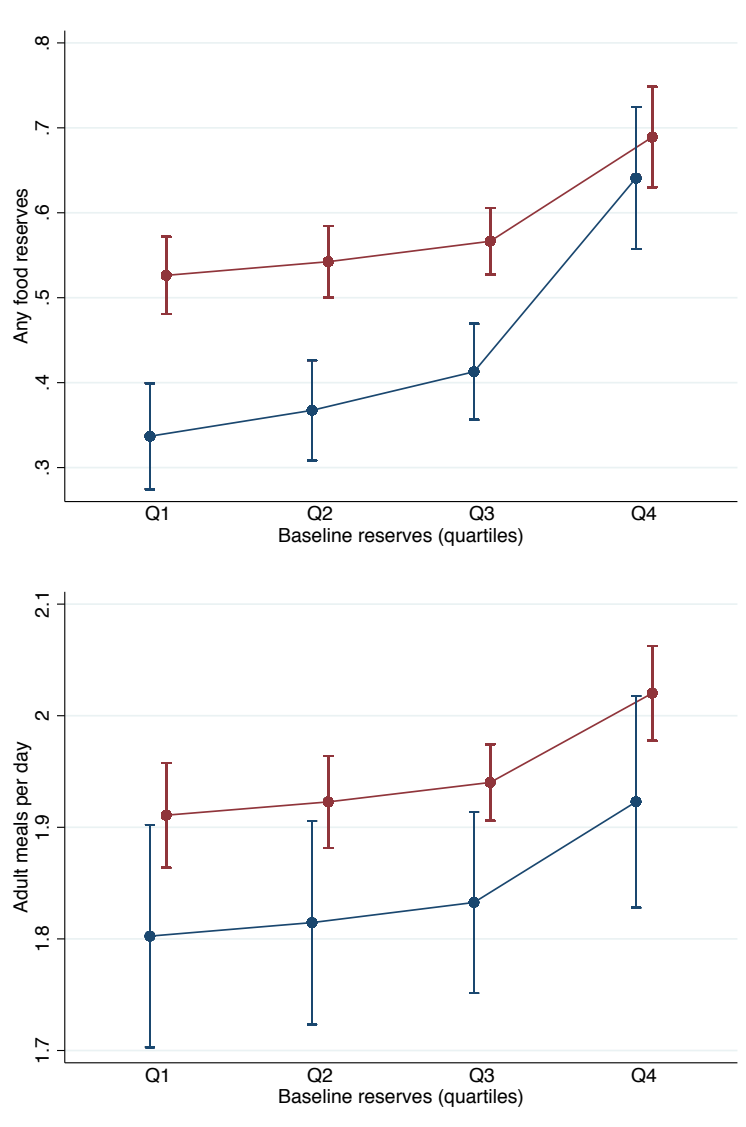 Any food reserves
.8
.7
.6
.5
.4
.3
Q1 Q2 Q3 Q4
Baseline reserves (quartiles)
Adult meals per day
2.1
2
1.9
1.8
1.7
Q1 Q2 Q3 Q4
Baseline reserves (quartiles)